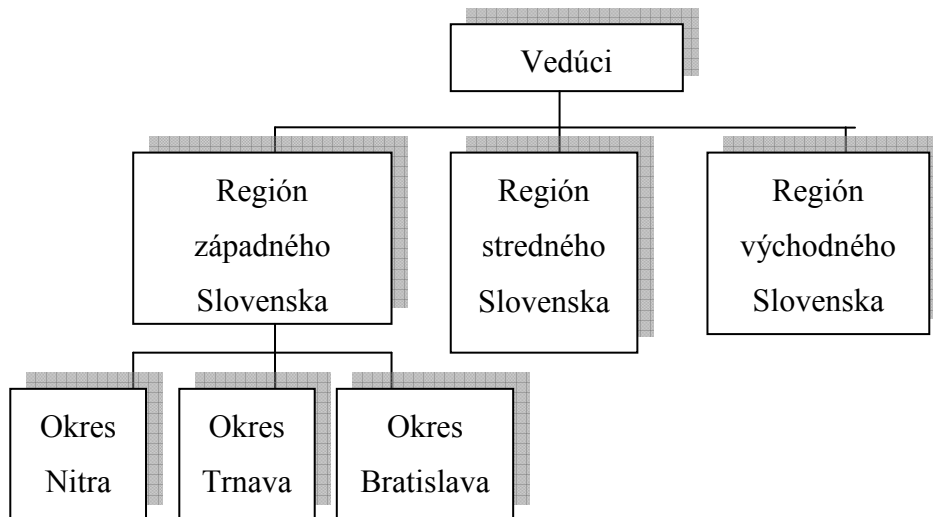 Vedúci
Región
západného
Slovenska
Región
stredného
Slovenska
Región
východného
Slovenska
Okres
Nitra
Okres
Trnava
Okres
Bratislava